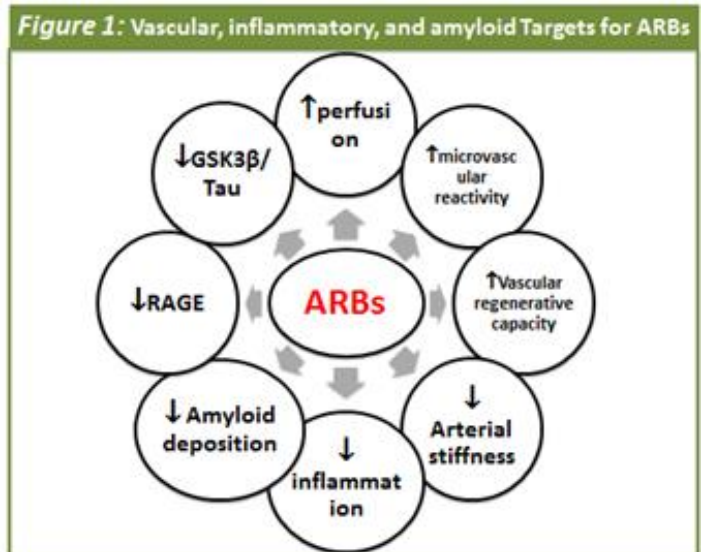 Figure 1: Vascular, inflammatory, and amyloid Targets for ARBs
↑perfusi
on
↑microvasc
ular
reactivity
↑Vascular
regenerative
capacity
↓
Arterial
stiffness
↓
inflammat
ion
↓ Amyloid
deposition
↓RAGE
↓GSK3β/
Tau
ARBs